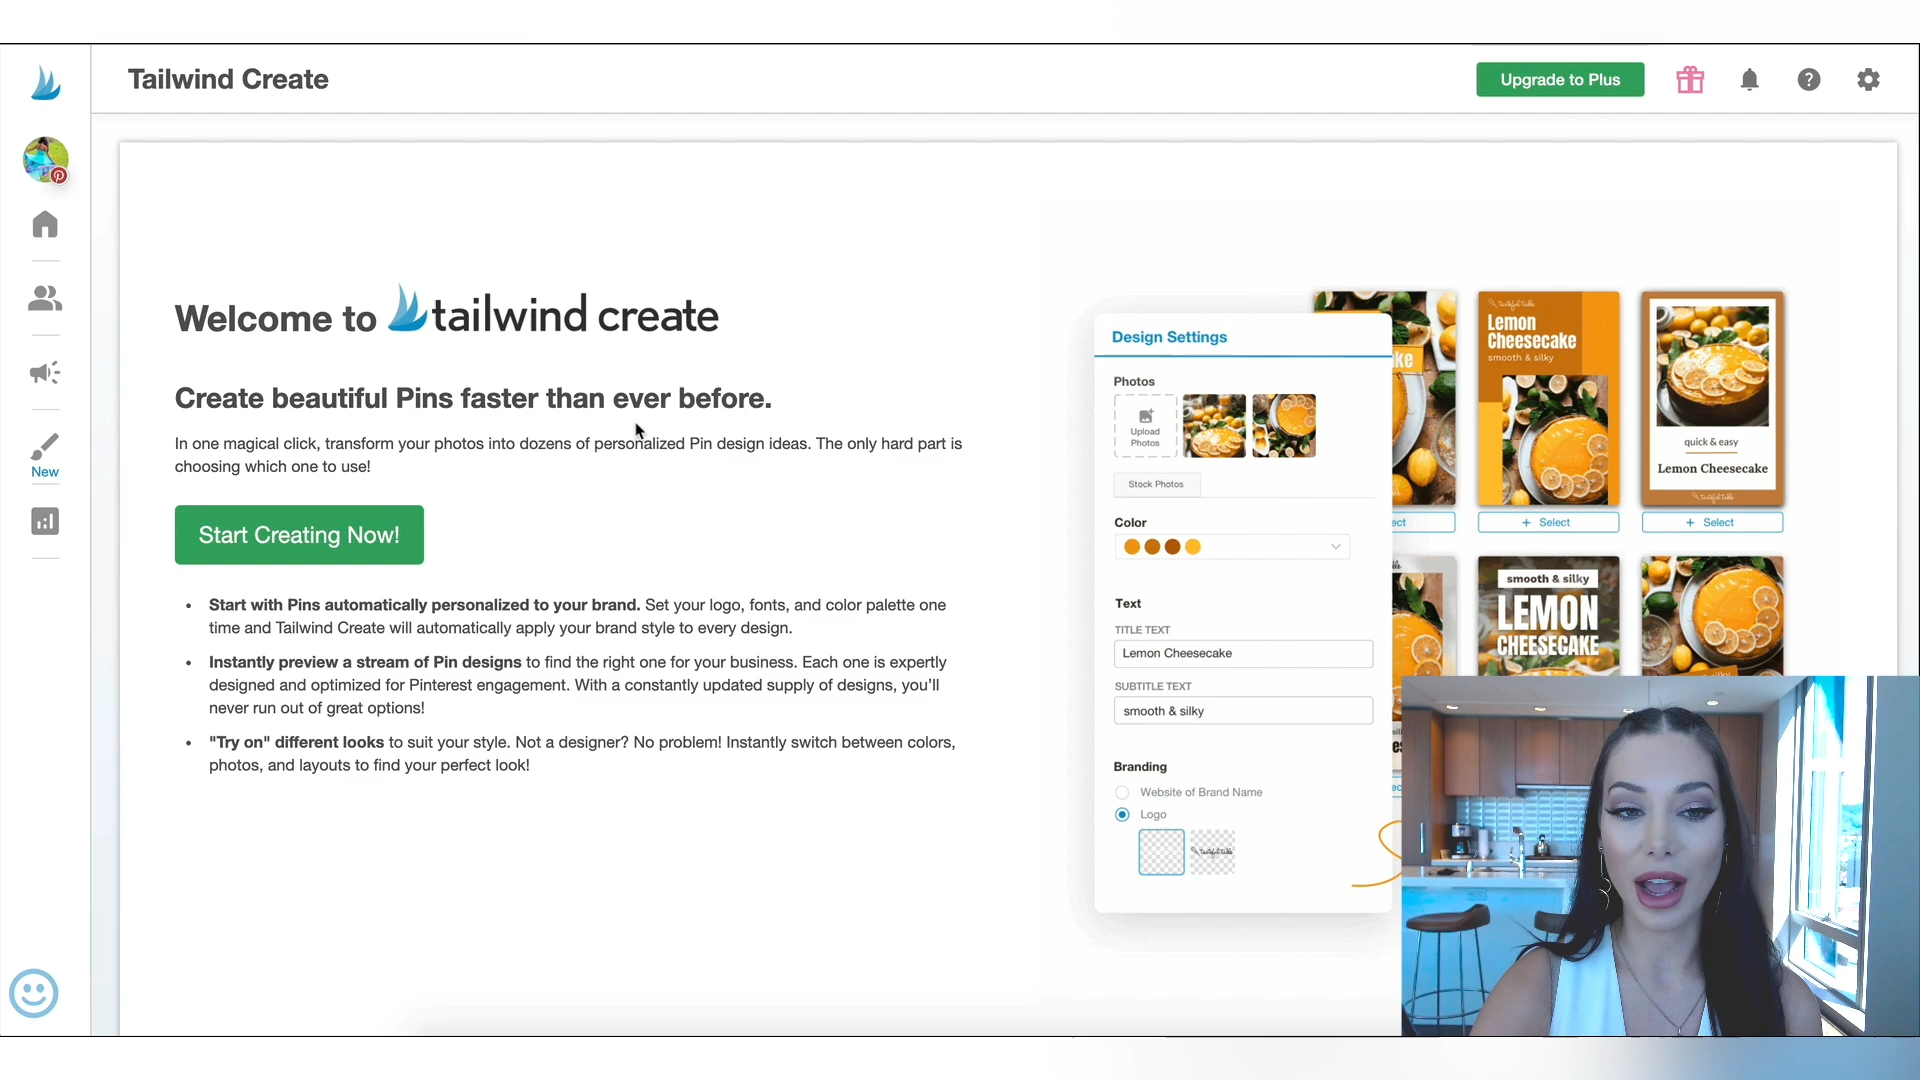 Tailwind Create
Upgrade to Plus
New
Welcome to tailwind create
Create beautiful Pins faster than ever before.
In one magical click, transform your photos into dozens of personalized Pin design ideas. The only hard part is
choosing which one to use!
Start Creating Now!
• Start with Pins automatically personalized to your brand. Set your logo, fonts, and color palette one
time and Tailwind Create will automatically apply your brand style to every design.
• Instantly preview a stream of Pin designs to find the right one for your business. Each one is expertly
designed and optimized for Pinterest engagement. With a constantly updated supply of designs, you'll
never run out of great options!
• "Try on" different looks to suit your style. Not a designer? No problem! Instantly switch between colors,
photos, and layouts to find your perfect look!
Design Settings
Photos
Upload
Photos
Stock Photos
Color
Text
TITLE TEXT
Lemon Cheesecake
SUBTITLE TEXT
smooth & silky
Branding
Website of Brand Name
Logo
tasteful table
ke
ect
tasteful table
Lemon
Cheesecake
smooth & silky
+ Select
quick & easy
Lemon Cheesecake
tasteful table
+ Select
smooth & silky
LEMON
CHEESECAKE